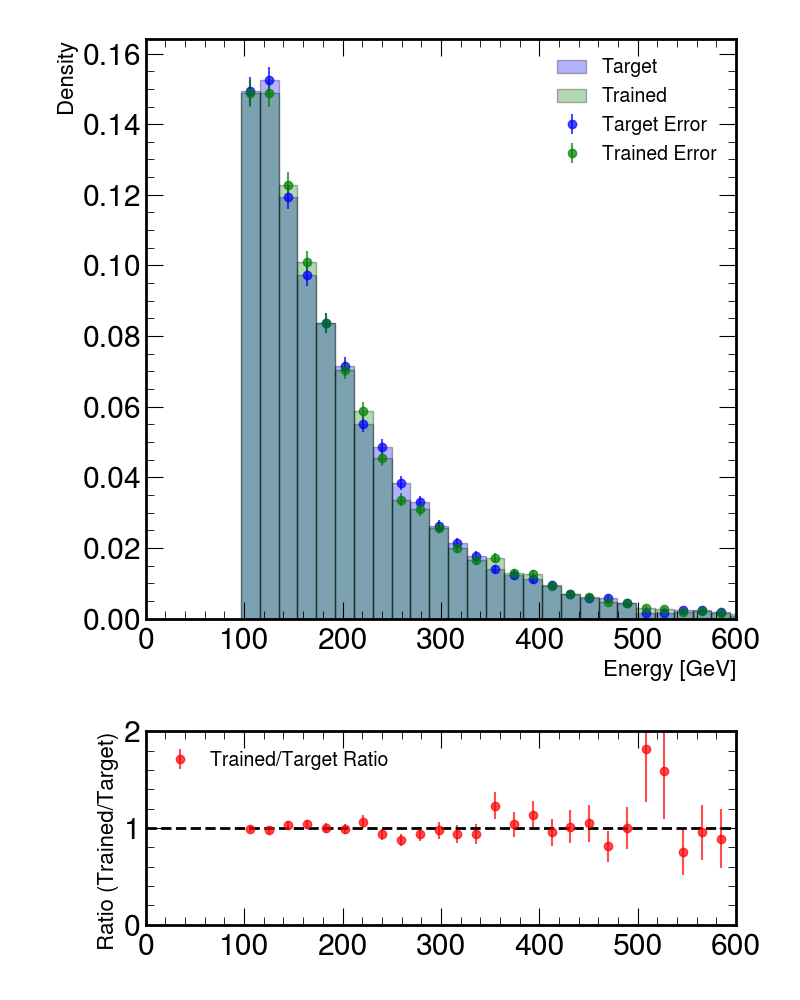 Density
0.16
0.14
0.12
0.10
0.08
0.06
0.04
0.02
0.00
Target
Trained
Target Error
Trained Error
0 100 200 300 400 500 600
Energy [GeV]
Ratio (Trained/Target)
2
1
0
Trained/Target Ratio
0 100 200 300 400 500 600